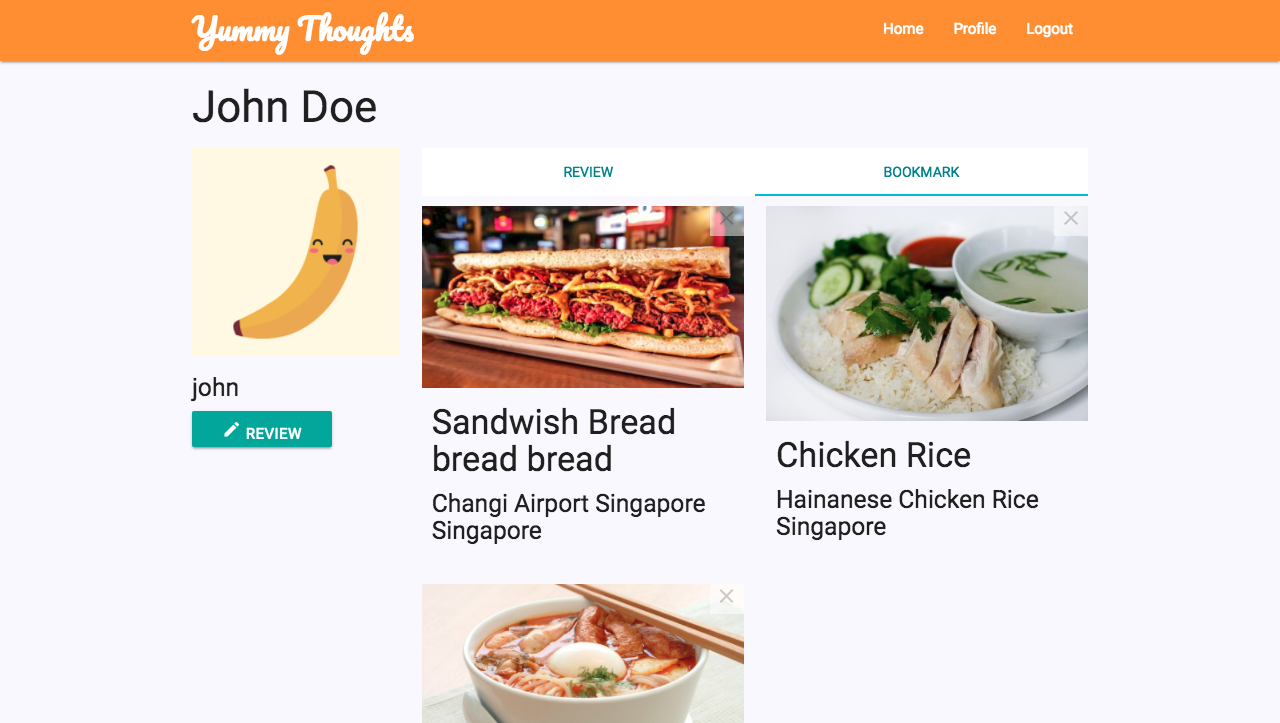 Yummy Thoughts
Home Profile Logout
John Doe
REVIEW BOOKMARK
john
REVIEW
Sandwish Bread
bread bread
Changi Airport Singapore
Singapore
Chicken Rice
Hainanese Chicken Rice
Singapore